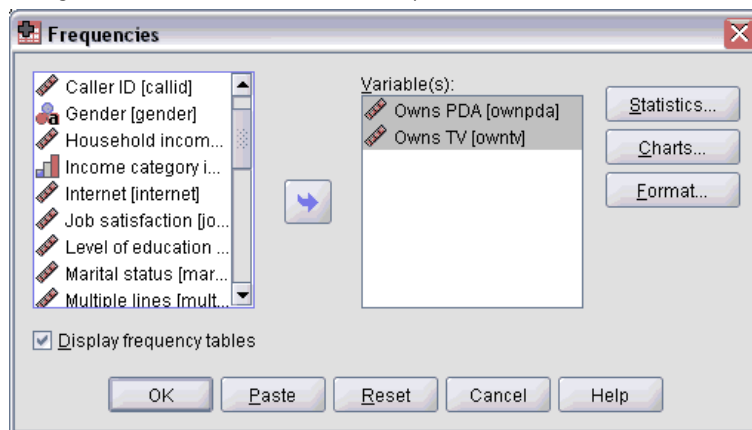 Frequencies
Caller ID [callid]
Gender [gender]
Household incom...
Income category i...
Internet [internet]
Job satisfaction [jo...
Level of education ...
Marital status [mar...
Multiple lines [mult...
Variable(s):
Owns PDA [ownpda]
Owns TV [owntv]
Statistics...
Charts...
Format...
Display frequency tables
OK Paste Reset Cancel Help